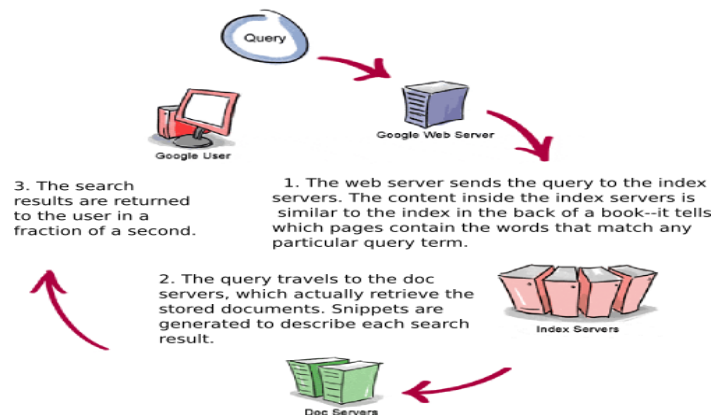 Query
Google Web Server
Google User
3. The search
results are returned
to the user in a
fraction of a second.
1. The web server sends the query to the index
servers. The content inside the index servers is
similar to the index in the back of a book--it tells
which pages contain the words that match any
particular query term.
2. The query travels to the doc
servers, which actually retrieve the
stored documents. Snippets are
generated to describe each search
result.
Index Servers
Doc Servers